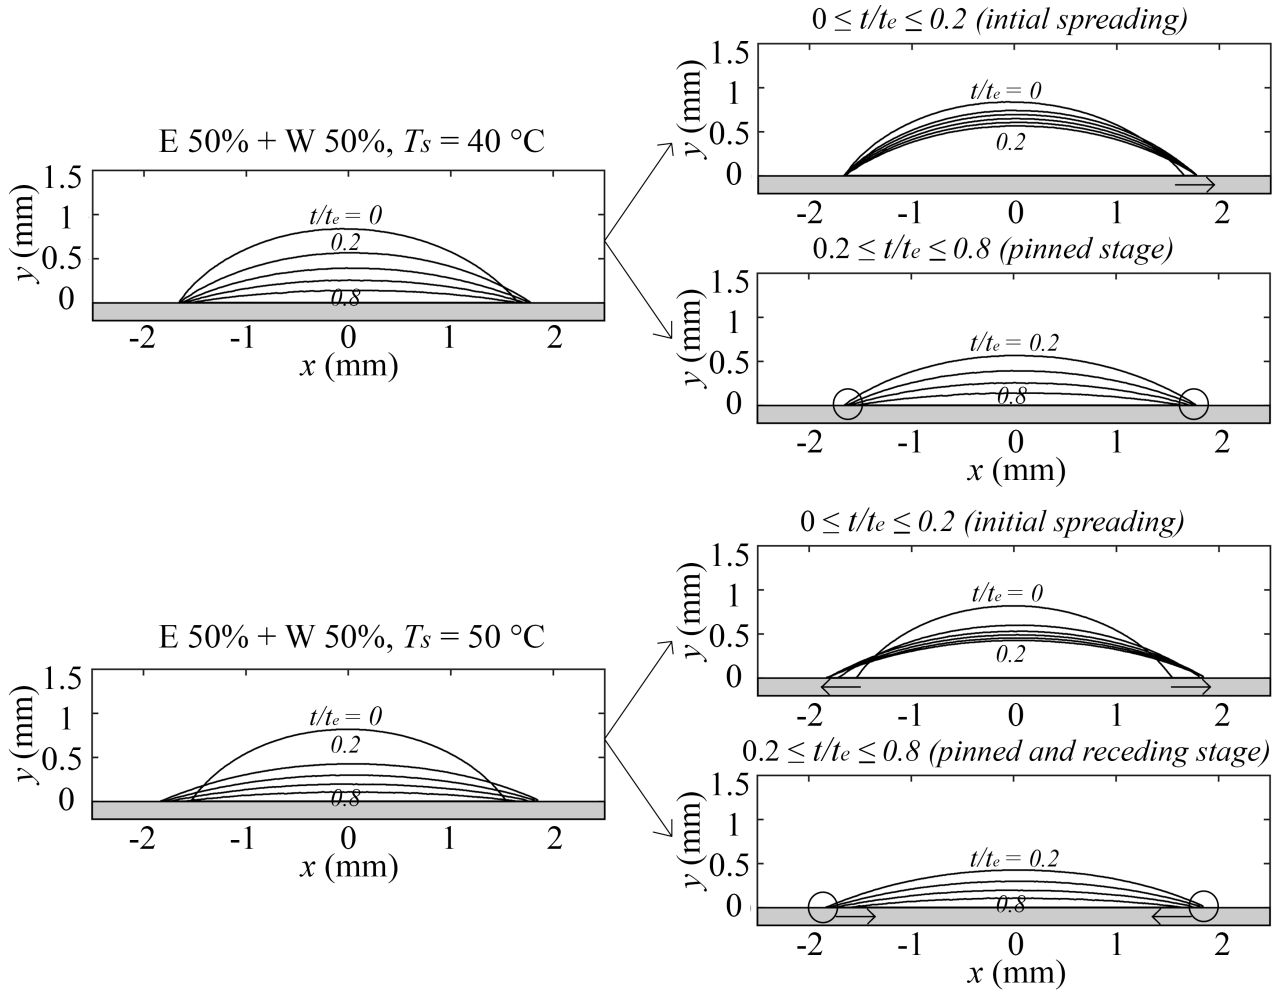 E 50% + W 50%, Ts = 40 °C
1.5
1
0.5
0
y (mm)
t/te = 0
0.2
0.8
-2 -1 0 1 2
x (mm)
0 ≤ t/te ≤ 0.2 (intial spreading)
1.5
1
0.5
0
y (mm)
t/te = 0
0.2
-2 -1 0 1 2
0.2 ≤ t/te ≤ 0.8 (pinned stage)
1.5
1
0.5
0
y (mm)
t/te = 0.2
0.8
-2 -1 0 1 2
x (mm)
E 50% + W 50%, Ts = 50 °C
1.5
1
0.5
0
y (mm)
t/te = 0
0.2
0.8
-2 -1 0 1 2
x (mm)
0 ≤ t/te ≤ 0.2 (initial spreading)
1.5
1
0.5
0
y (mm)
t/te = 0
0.2
-2 -1 0 1 2
0.2 ≤ t/te ≤ 0.8 (pinned and receding stage)
1.5
1
0.5
0
y (mm)
t/te = 0.2
0.8
-2 -1 0 1 2
x (mm)